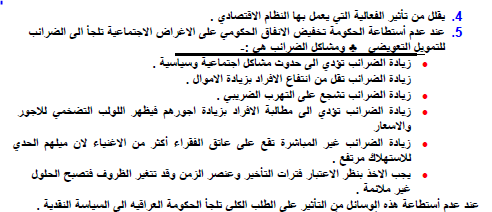 4. يقلل من تأثير الفعالية التي يعمل بها النظام الاقتصادي .
5. عند عدم أستطاعة الحكومة تخفيض الانفاق الحكومي على الاغراض الاجتماعية تلجأ الى الضرائب
للتمويل التعويضي ♣ ومشاكل الضرائب هي :-
• زيادة الضرائب تؤدي الى حدوث مشاكل اجتماعية وسياسية .
• زيادة الضرائب تقل من انتفاع الافراد بزيادة الاموال .
• زيادة الضرائب تشجع على التهرب الضريبي .
• زيادة الضرائب تؤدي الى مطالبة الافراد بزيادة اجورهم فيظهر اللولب التضخمي للاجور
والاسعار
• زيادة الضرائب غير المباشرة تقع على عاتق الفقراء أكثر من الاغنياء لان ميلهم الحدي
للاستهلاك مرتفع .
• يجب الاخذ بنظر الاعتبار فترات التأخير وعنصر الزمن وقد تتغير الظروف فتصبح الحلول
غير ملائمة .
عند عدم أستطاعة هذه الوسائل من التأثير على الطلب الكلي تلجأ الحكومة العراقيه الى السياسة النقدية .